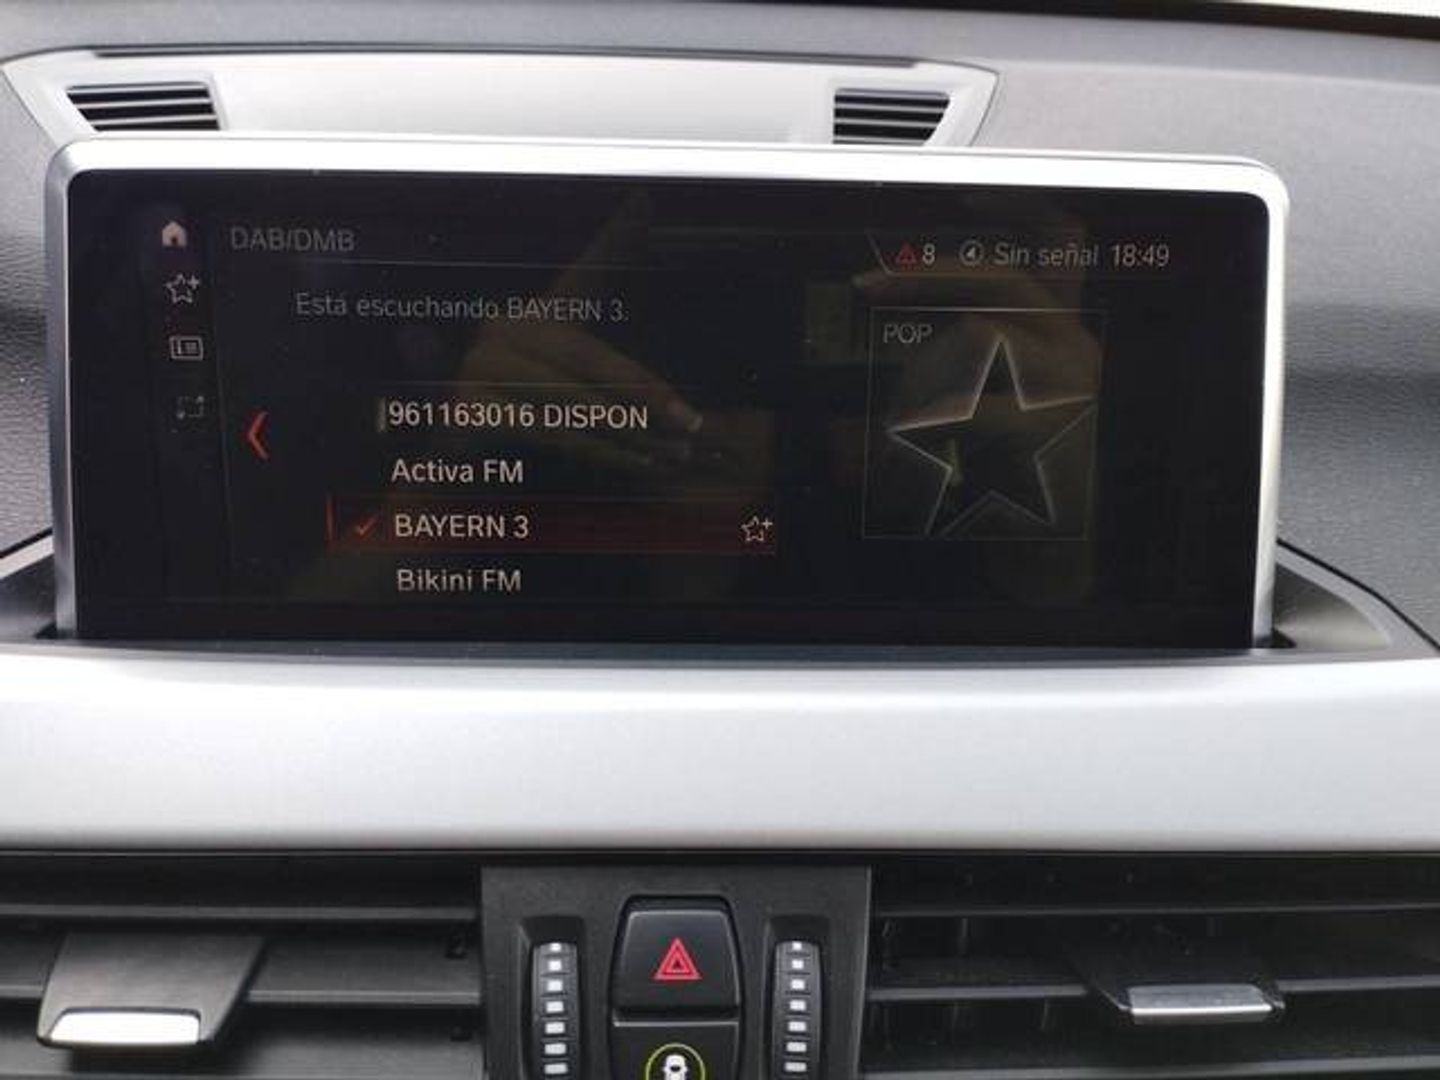 DAB/DMB
8 Sin señal 18:49
Está escuchando BAYERN 3.
POP
961163016 DISPON
Activa FM
BAYERN 3
Bikini FM